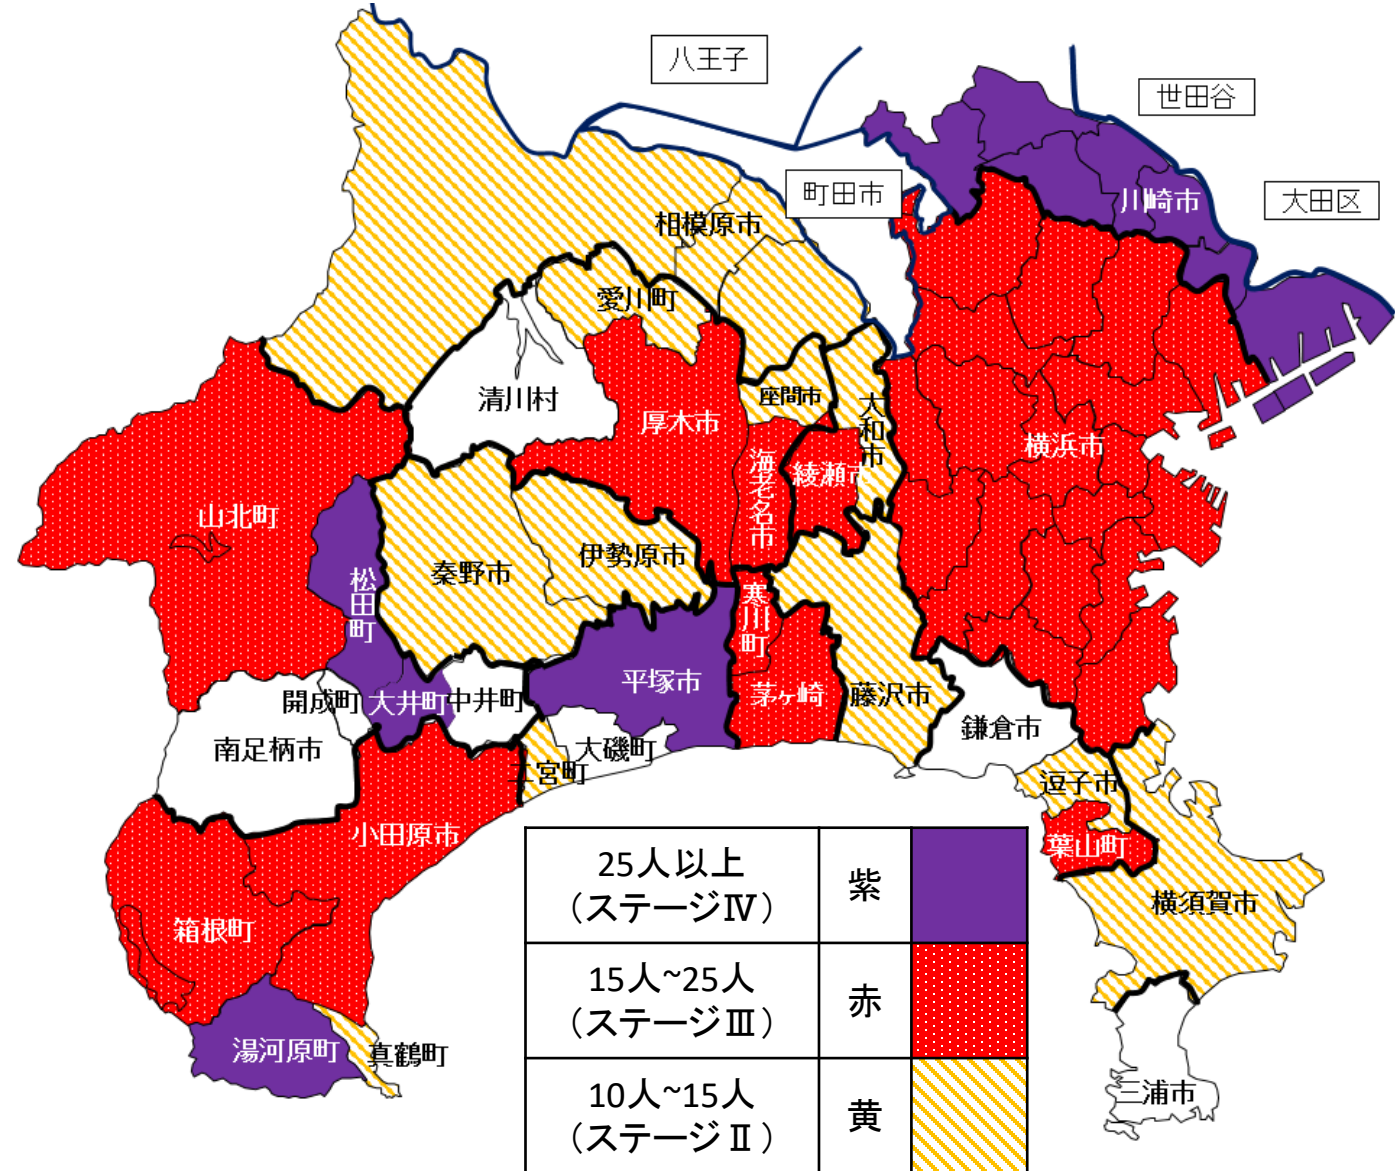 八王子
世田谷
町田市
川崎市
大田区
相模原市
愛川町
清川村
座間市
厚木市
大和市
横浜市
海老名市
綾瀬市
山北町
伊勢原市
秦野市
松田町
寒川町
平塚市
茅ヶ崎
藤沢市
開成町
大井町
中井町
鎌倉市
南足柄市
大磯町
二宮町
逗子市
小田原市
葉山町
横須賀市
箱根町
湯河原町
真鶴町
三浦市
25人以上
（ステージⅣ）
紫
15人~25人
（ステージⅢ）
赤
10人~15人
（ステージⅡ）
黄